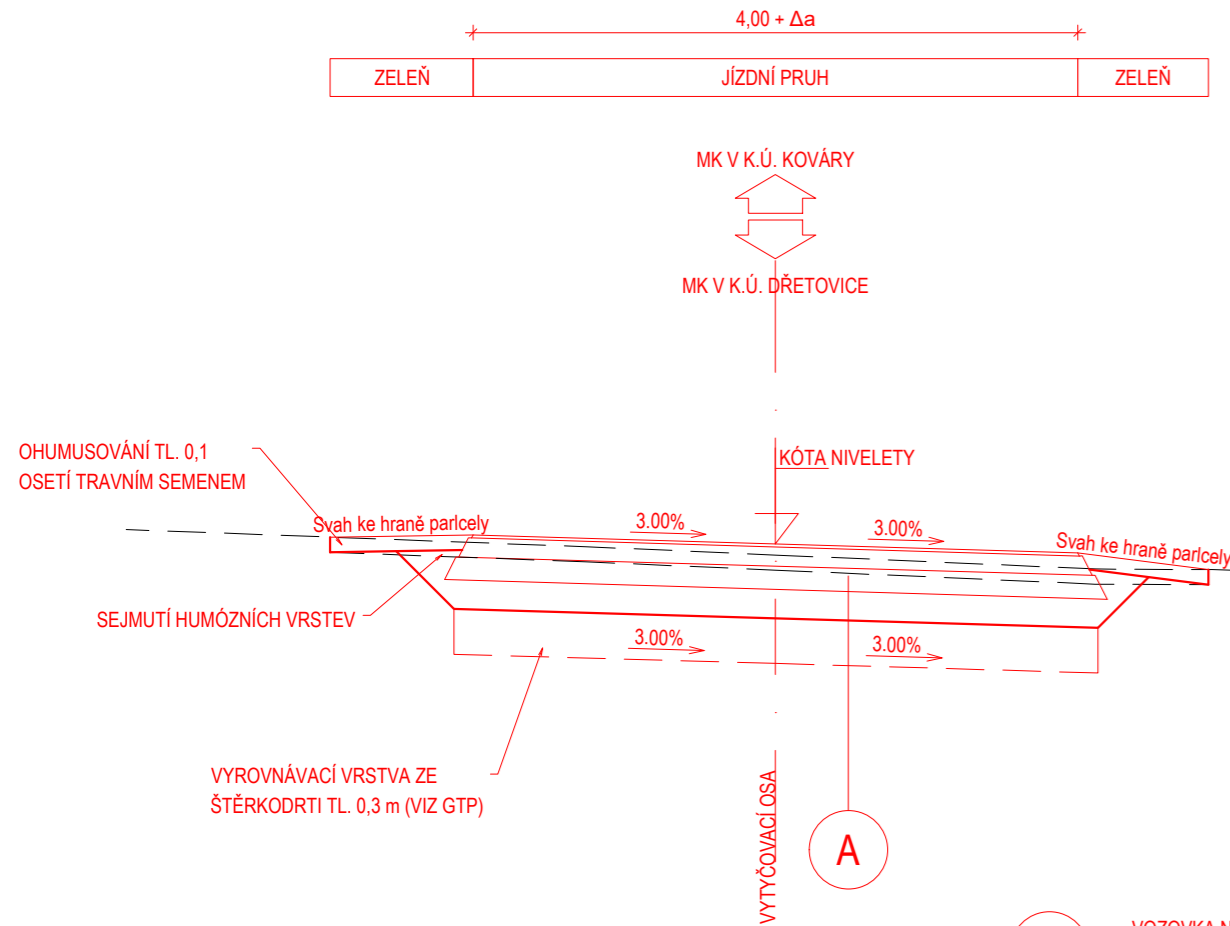 4,00 + Δa
ZELEŇ JÍZDNÍ PRUH ZELEŇ
MK V K.Ú. KOVÁRY
MK V K.Ú. DŘETOVICE
OHUMUSOVÁNÍ TL. 0,1
OSETÍ TRAVNÍM SEMENEM
KÓTA NIVELETY
Svah ke hraně parlcely
3.00%
3.00%
Svah ke hraně parlcely
SEJMUTÍ HUMÓZNÍCH VRSTEV
3.00%
3.00%
VYROVNÁVACÍ VRSTVA ZE
ŠTĚRKODRTI TL. 0,3 m (VIZ GTP)
VYTYČOVACÍ OSA
A
VOZOVKA